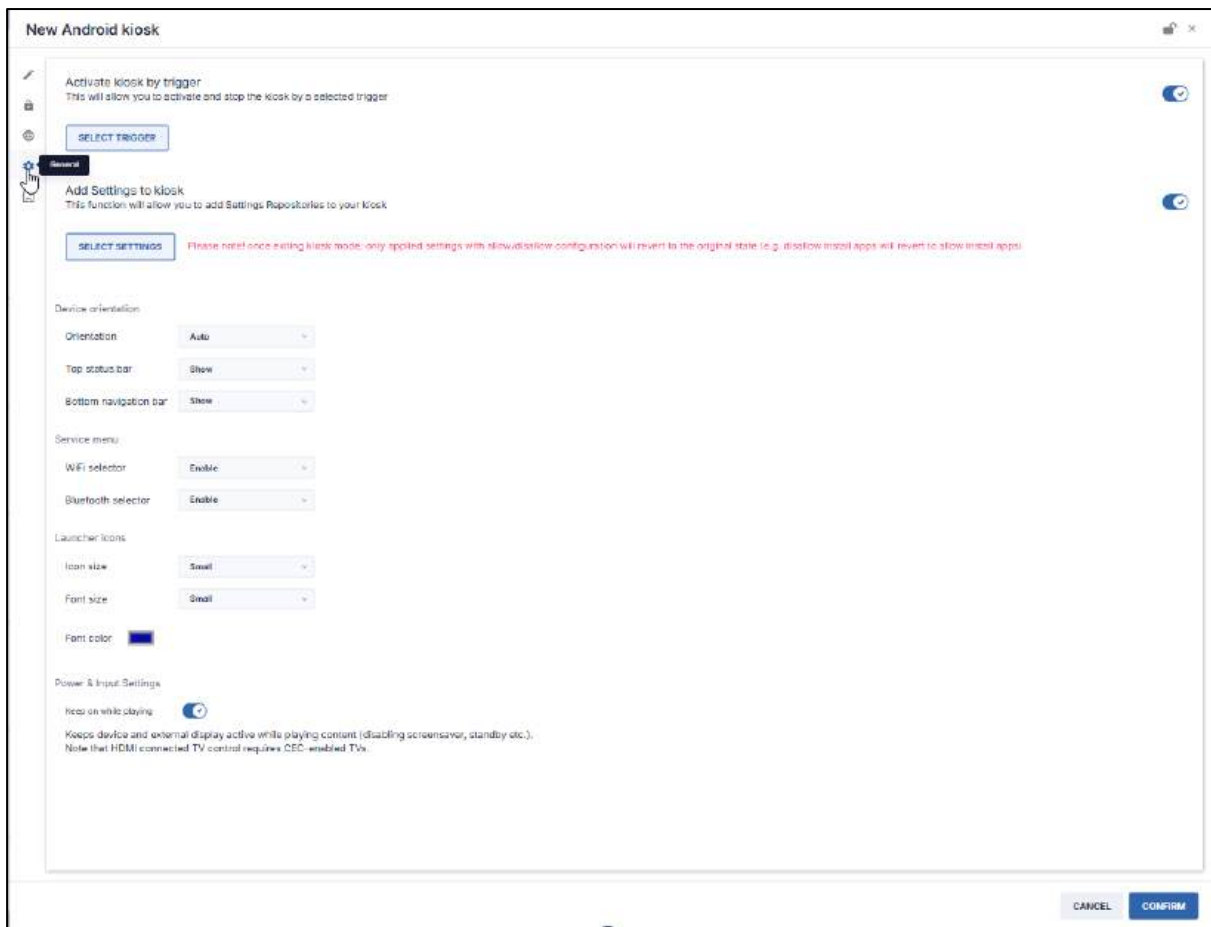 New Android kiosk
Activate kiosk by trigger
This will allow you to activate and stop the kiosk by a selected trigger
SELECT TRIGGER
General
Add Settings to kiosk
This function will allow you to add Settings Repositories to your kiosk
SELECT SETTINGS
Please note! once exiting kiosk mode, only applied settings with allow/disallow configuration will revert to the original state (e.g. disallow install apps will revert to allow install apps)
Device orientation
Orientation Auto
Top status bar Show
Bottom navigation bar Show
Service menu
WiFi selector Enable
Bluetooth selector Enable
Launcher icons
Icon size Small
Font size Small
Font color
Power & Input Settings
Keep on while playing
Keeps device and external display active while playing content (disabling screensaver, standby etc.).
Note that HDMI connected TV control requires CEC-enabled TVs.
CANCEL CONFIRM